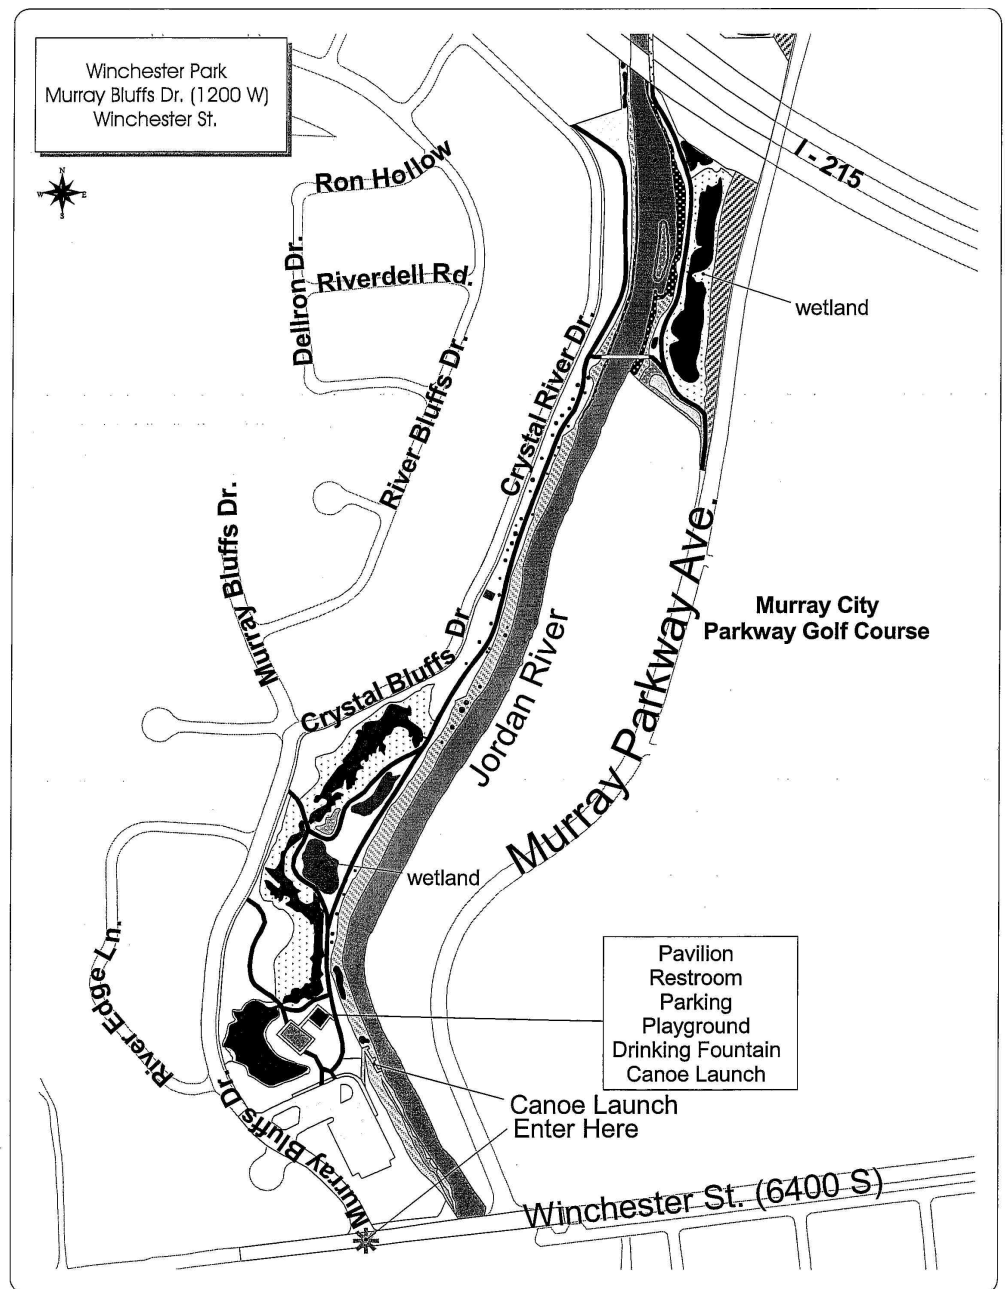 Winchester Park
Murray Bluffs Dr. (1200 W)
Winchester St.
N
W
E
S
I - 215
Ron Hollow
Dellron Dr.
Riverdell Rd.
wetland
Crystal River Dr.
River Bluffs Dr.
Murray Bluffs Dr.
Murray Parkway Ave.
Murray City
Parkway Golf Course
Crystal Bluffs Dr
Jordan River
wetland
River Edge Ln.
Pavilion
Restroom
Parking
Playground
Drinking Fountain
Canoe Launch
Canoe Launch
Enter Here
Murray Bluffs Dr.
Winchester St. (6400 S)